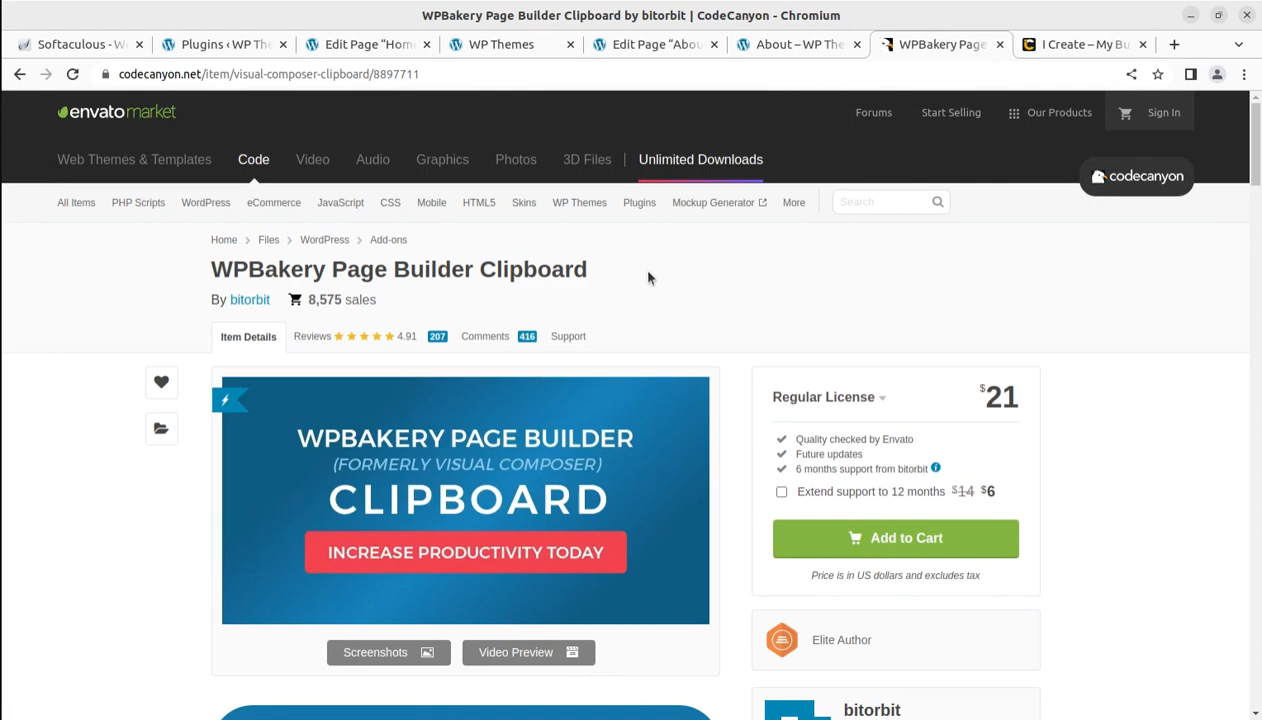 WPBakery Page Builder Clipboard by bitorbit | CodeCanyon - Chromium
Softaculous - W
Plugins ‹ WP The
Edit Page “Hom
WP Themes
Edit Page “Abou
About – WP The
WPBakery Page
I Create – My Bu
codecanyon.net/item/visual-composer-clipboard/8897711
envato market
Forums
Start Selling
Our Products
Sign In
Web Themes & Templates
Code
Video
Audio
Graphics
Photos
3D Files
Unlimited Downloads
codecanyon
All Items
PHP Scripts
WordPress
eCommerce
JavaScript
CSS
Mobile
HTML5
Skins
WP Themes
Plugins
Mockup Generator
More
Search
Home > Files > WordPress > Add-ons
WPBakery Page Builder Clipboard
By bitorbit 8,575 sales
Item Details
Reviews 4.91 207
Comments 416
Support
WPBAKERY PAGE BUILDER
(FORMERLY VISUAL COMPOSER)
CLIPBOARD
INCREASE PRODUCTIVITY TODAY
Screenshots
Video Preview
Regular License $21
Quality checked by Envato
Future updates
6 months support from bitorbit
Extend support to 12 months $14 $6
Add to Cart
Price is in US dollars and excludes tax
Elite Author
bitorbit